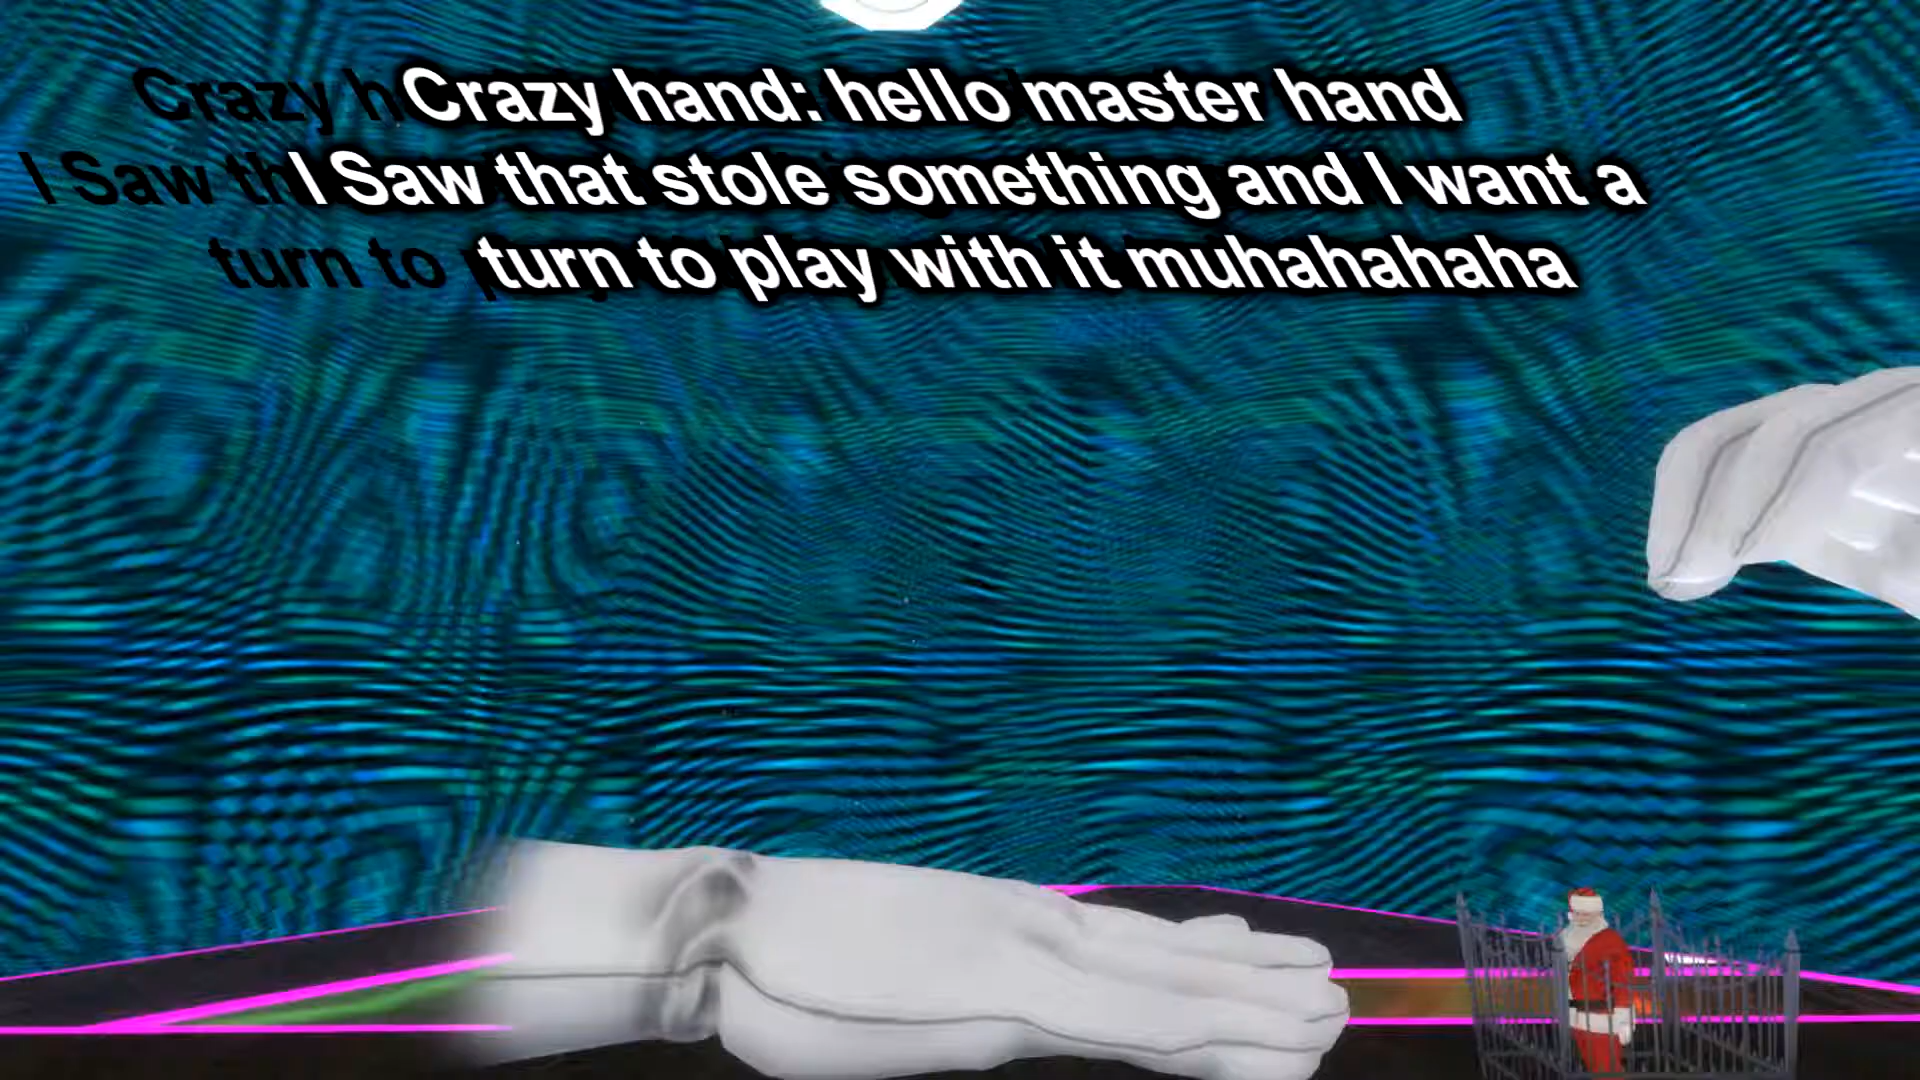 Crazy hand: hello master hand
I Saw that stole something and I want a
turn to play with it muhahahaha